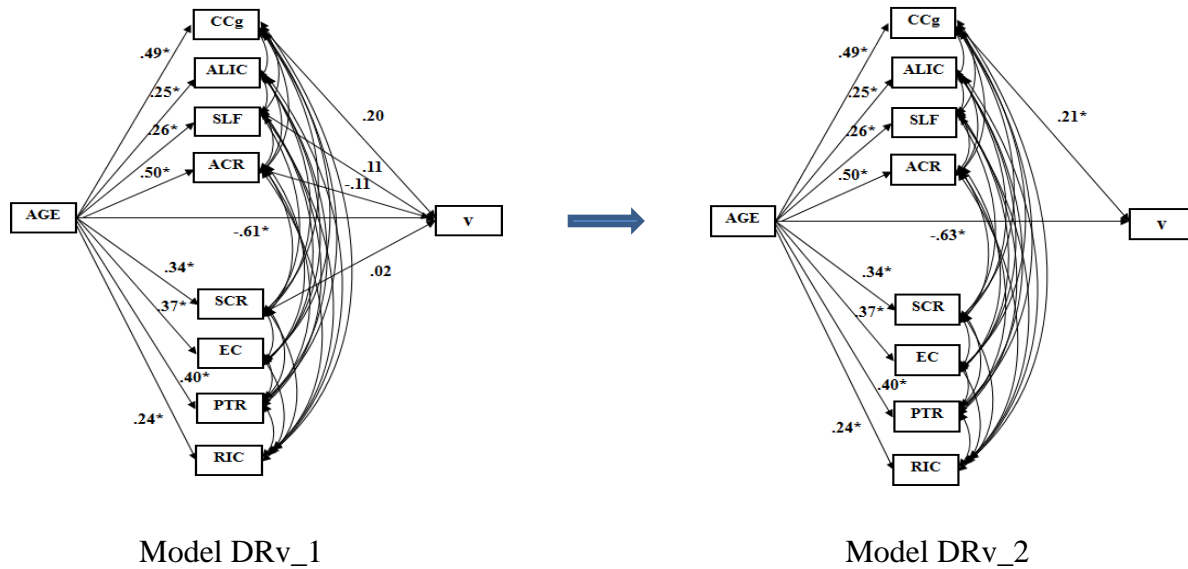 CCg
.49*
ALIC
.25*
SLF
.26*
ACR
.50*
.20
.11
-.11
AGE
v
-.61*
.02
.34*
SCR
.37*
EC
.40*
PTR
.24*
RIC
Model DRv_1
CCg
.49*
ALIC
.25*
SLF
.26*
ACR
.50*
.21*
AGE
v
-.63*
.34*
SCR
.37*
EC
.40*
PTR
.24*
RIC
Model DRv_2